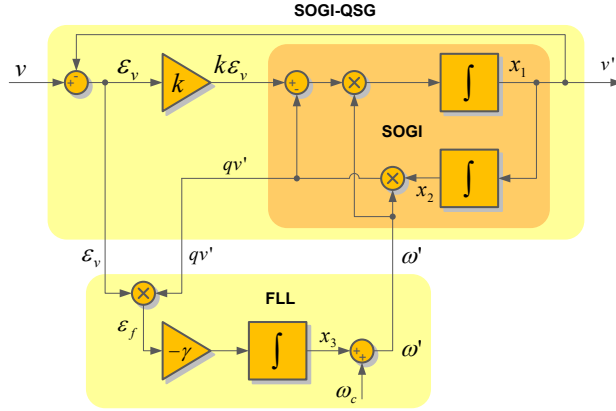 SOGI-QSG
v
-
ε_v
k
kε_v
+
-
×
∫
x_1
v'
SOGI
qv'
×
x_2
∫
ε_v
qv'
ω'
×
FLL
ε_f
-γ
∫
x_3
+
+
ω'
ω_c